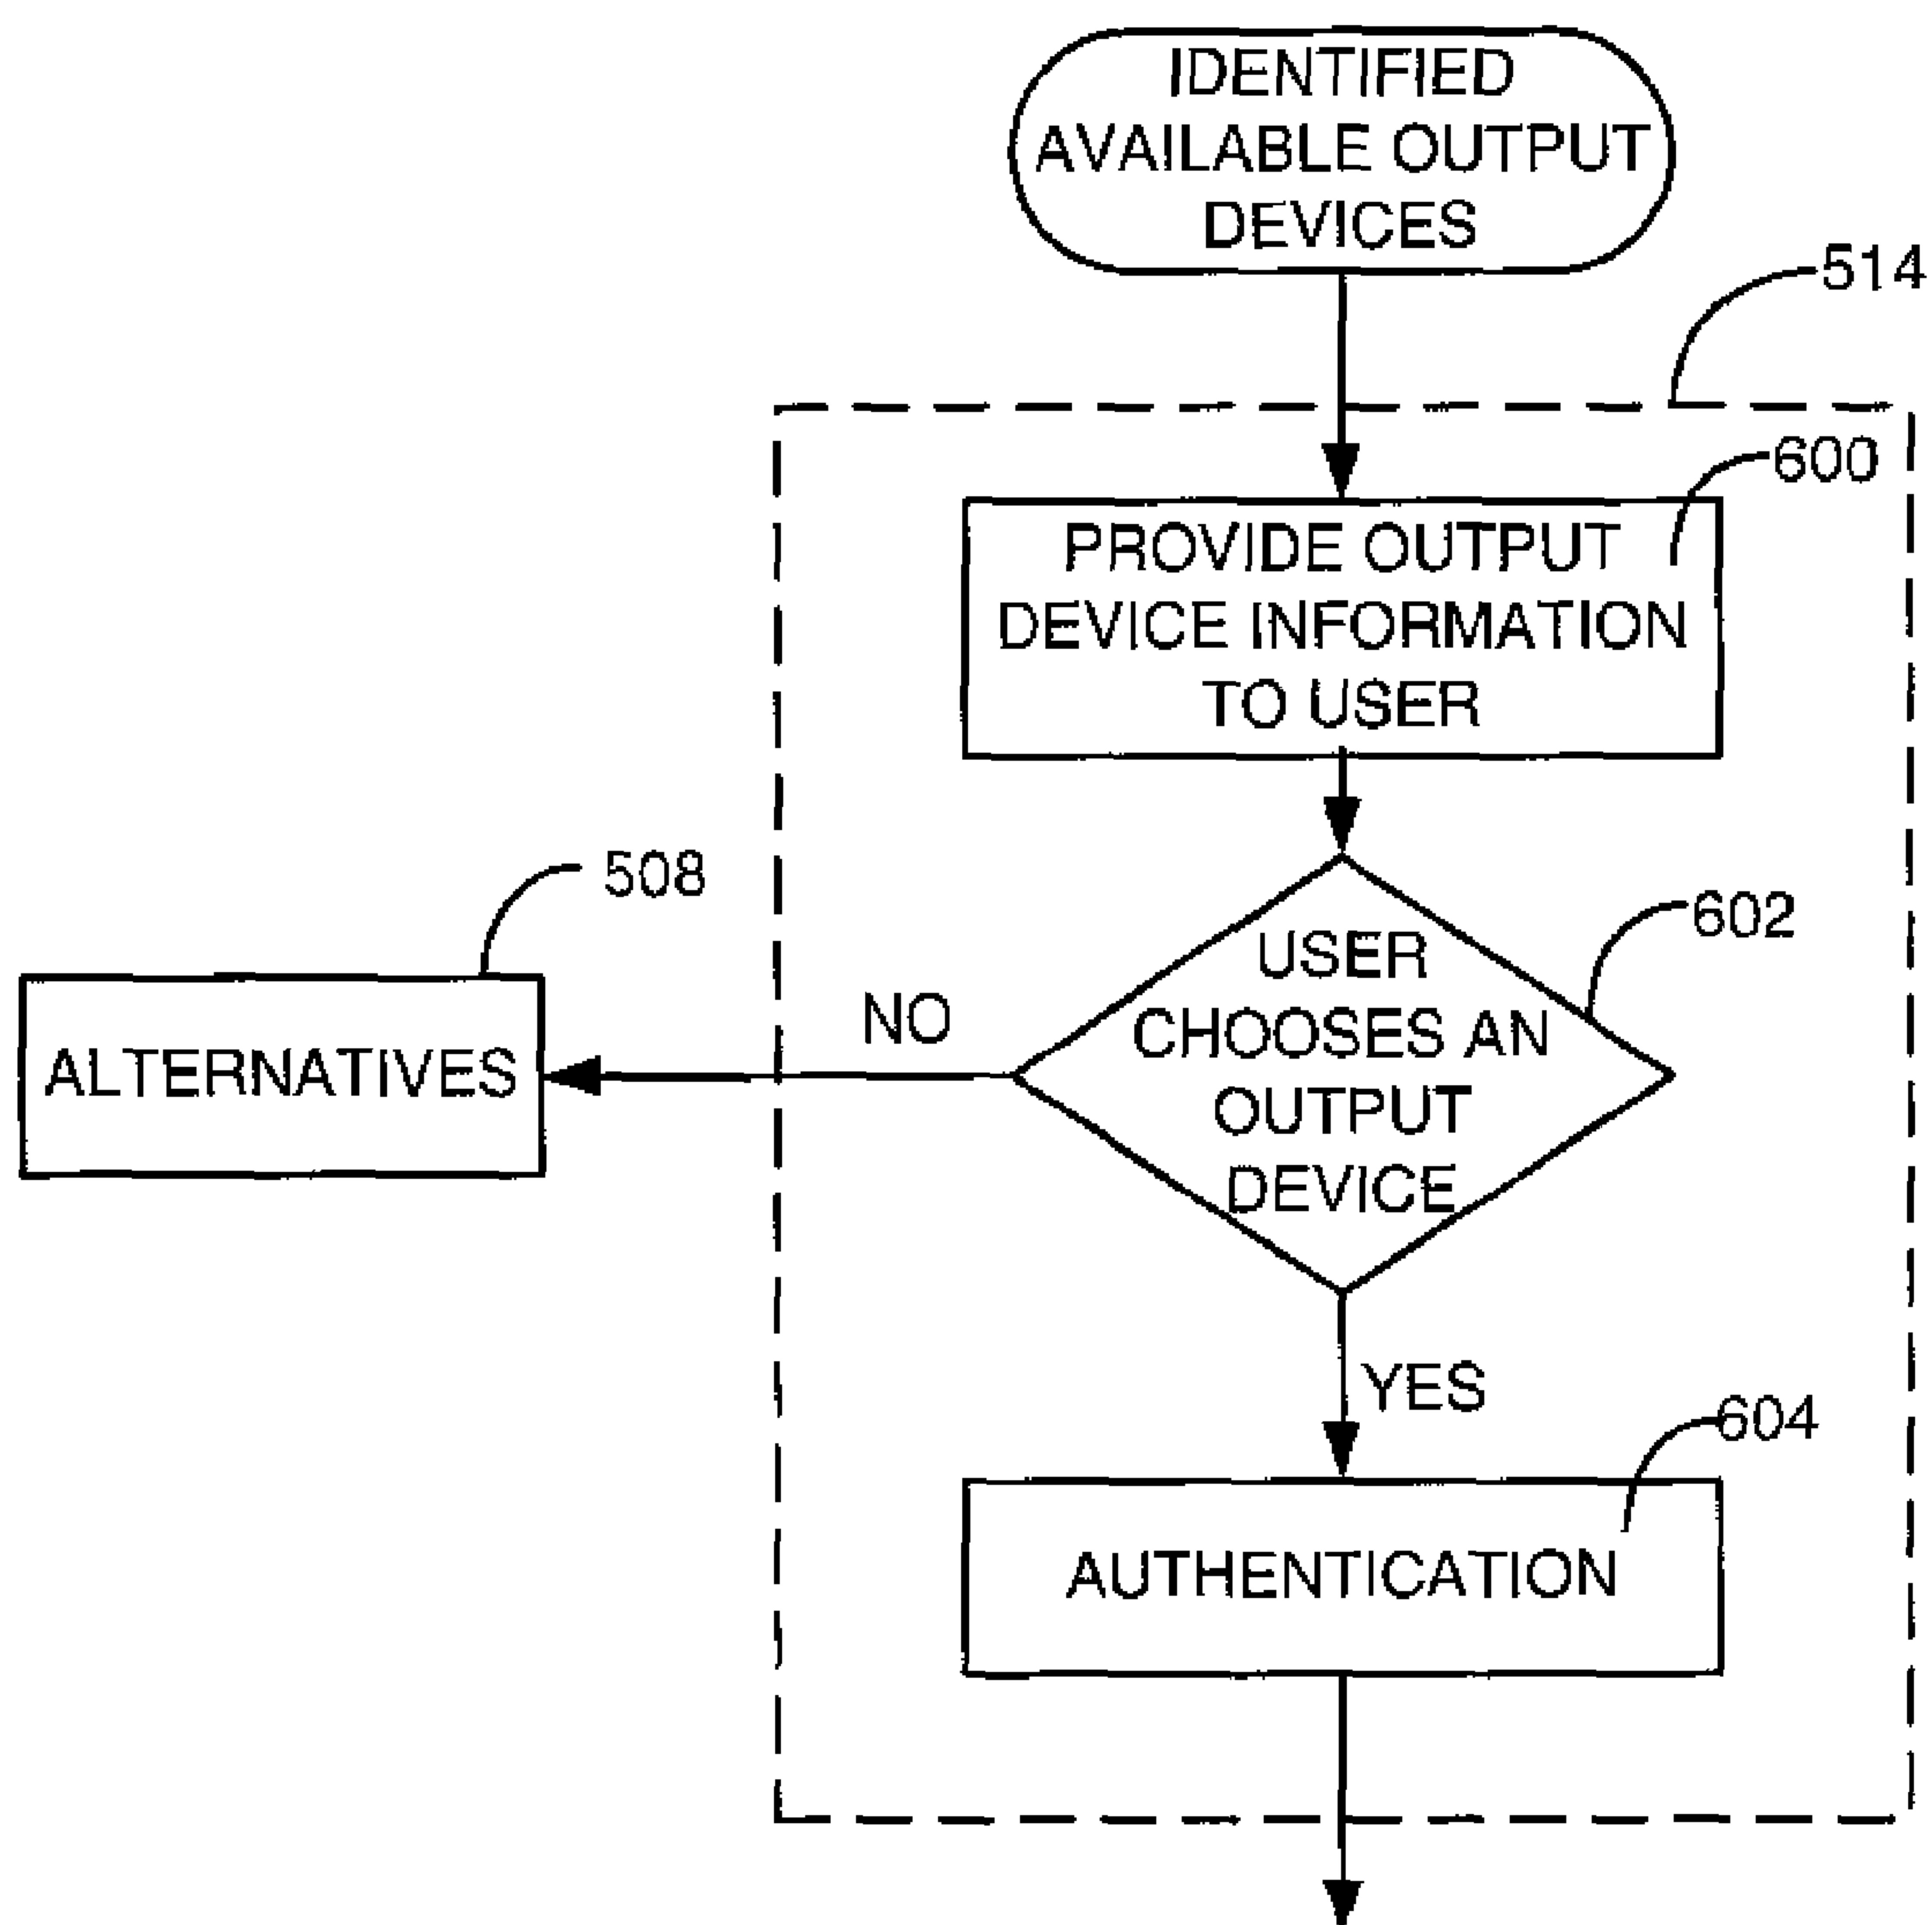 IDENTIFIED
AVAILABLE OUTPUT
DEVICES
514
600
PROVIDE OUTPUT
DEVICE INFORMATION
TO USER
508
602
USER
CHOOSES AN
OUTPUT
DEVICE
NO
ALTERNATIVES
YES
604
AUTHENTICATION